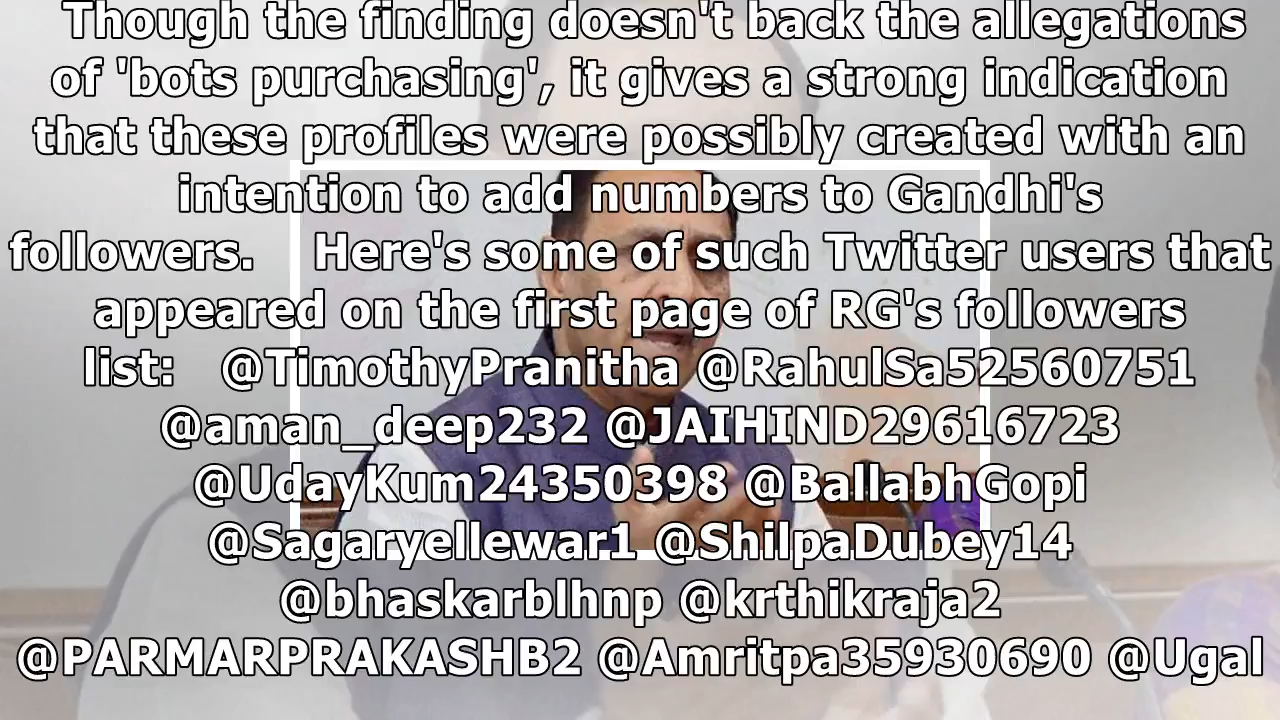 Though the finding doesn't back the allegations
of 'bots purchasing', it gives a strong indication
that these profiles were possibly created with an
intention to add numbers to Gandhi's
followers. Here's some of such Twitter users that
appeared on the first page of RG's followers
list: @TimothyPranitha @RahulSa52560751
@aman_deep232 @JAIHIND29616723
@UdayKum24350398 @BallabhGopi
@Sagaryellewar1 @ShilpaDubey14
@bhaskarblhnp @krthikraja2
@PARMARPRAKASHB2 @Amritpa35930690 @Ugal